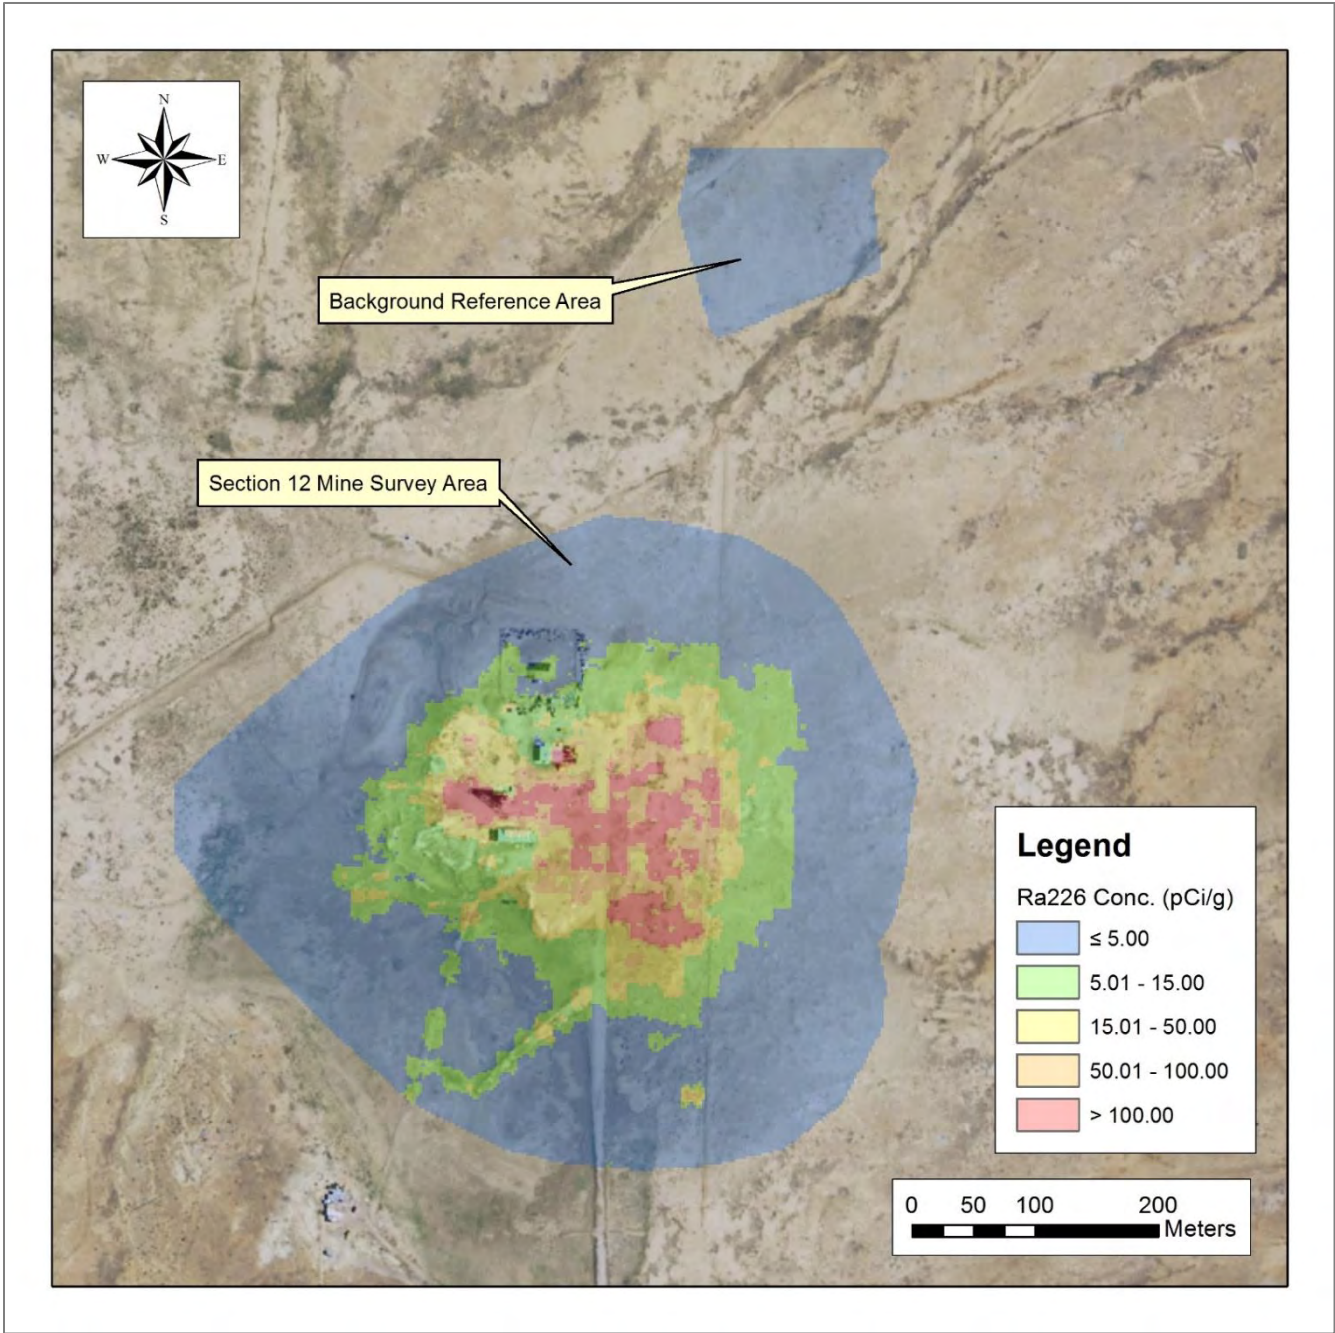 N
W E
S
Background Reference Area
Section 12 Mine Survey Area
Legend
Ra226 Conc. (pCi/g)
≤ 5.00
5.01 - 15.00
15.01 - 50.00
50.01 - 100.00
> 100.00
0 50 100 200
Meters